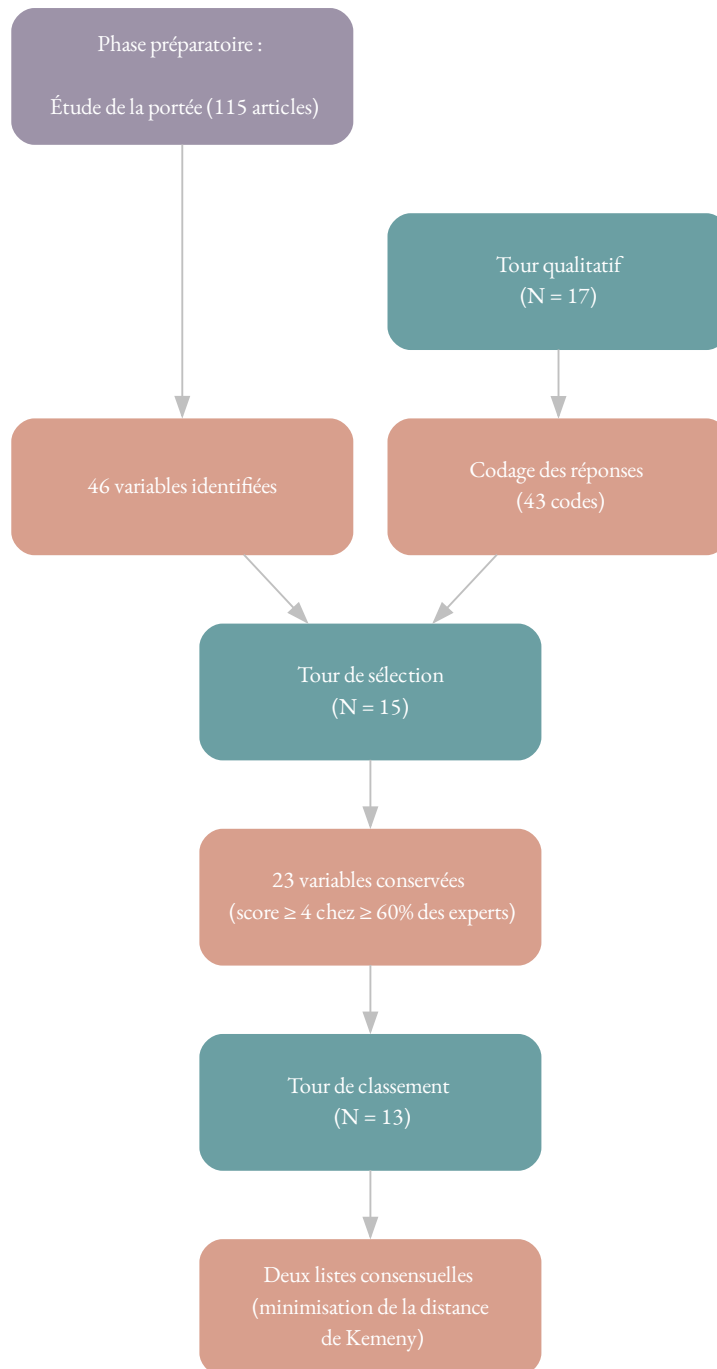 Phase préparatoire :
Étude de la portée (115 articles)
Tour qualitatif
(N = 17)
46 variables identifiées
Codage des réponses
(43 codes)
Tour de sélection
(N = 15)
23 variables conservées
(score ≥ 4 chez ≥ 60% des experts)
Tour de classement
(N = 13)
Deux listes consensuelles
(minimisation de la distance
de Kemeny)